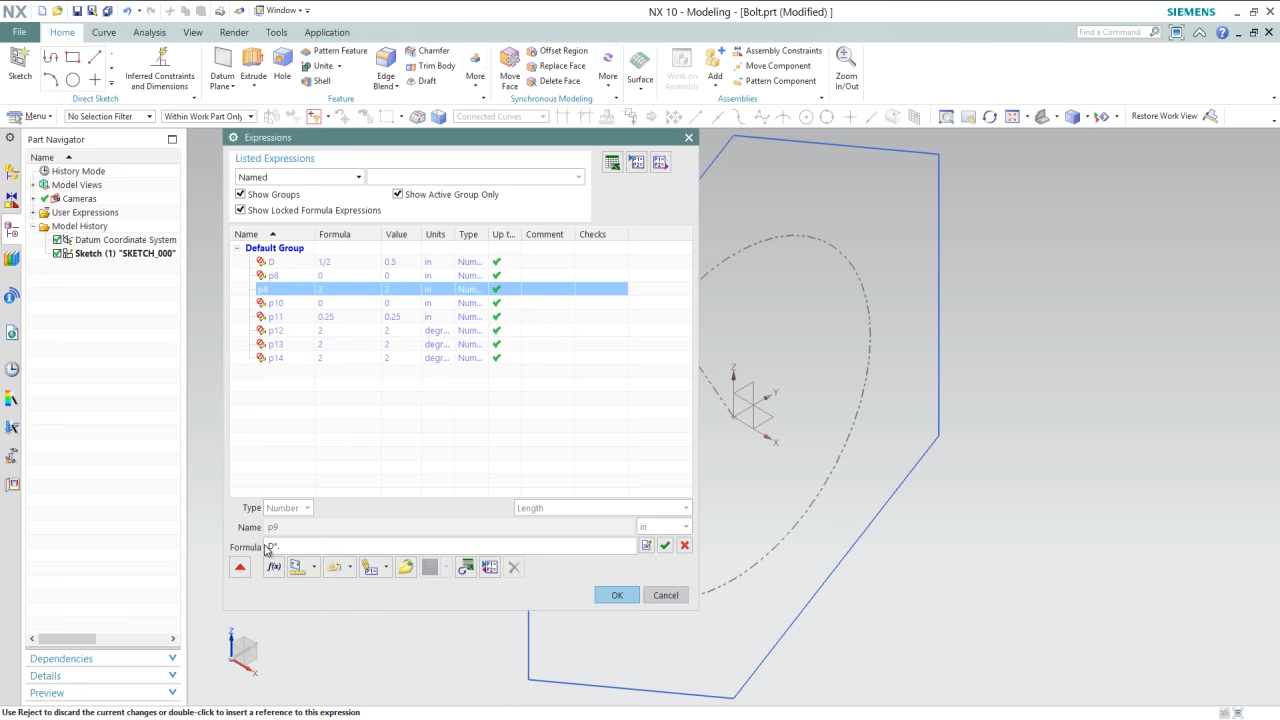 NX Window NX 10 - Modeling - [Bolt.prt (Modified) ] SIEMENS
File Home Curve Analysis View Render Tools Application Find a Command
Sketch Inferred Constraints and Dimensions Datum Plane Extrude Hole Pattern Feature Unite Shell Edge Blend Chamfer Trim Body Draft More Move Face Offset Region Replace Face Delete Face More Surface Work on Assembly Add Assembly Constraints Move Component Pattern Component Zoom In/Out
Direct Sketch Feature Synchronous Modeling Assemblies
Menu No Selection Filter Within Work Part Only Connected Curves Restore Work View
Part Navigator
Name
History Mode
Model Views
Cameras
User Expressions
Model History
Datum Coordinate System
Sketch (1) "SKETCH_000"
Dependencies
Details
Preview
Expressions
Listed Expressions
Named
Show Groups Show Active Group Only
Show Locked Formula Expressions
Name Formula Value Units Type Up t... Comment Checks
Default Group
D 1/2 0.5 in Num...
p8 0 0 in Num...
p9 2 2 in Num...
p10 0 0 in Num...
p11 0.25 0.25 in Num...
p12 2 2 degr... Num...
p13 2 2 degr... Num...
p14 2 2 degr... Num...
Type Number Length
Name p9 in
Formula D*.
f(x)
OK Cancel
Z
Y
X
Z
X
Use Reject to discard the current changes or double-click to insert a reference to this expression